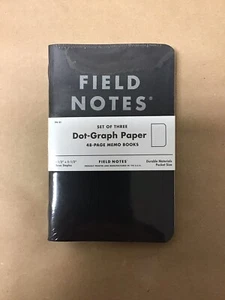 FIELD
NOTES®
SET OF THREE
Dot-Graph Paper
48-PAGE MEMO BOOKS
FIELD NOTES
Durable Materials
Pocket Size